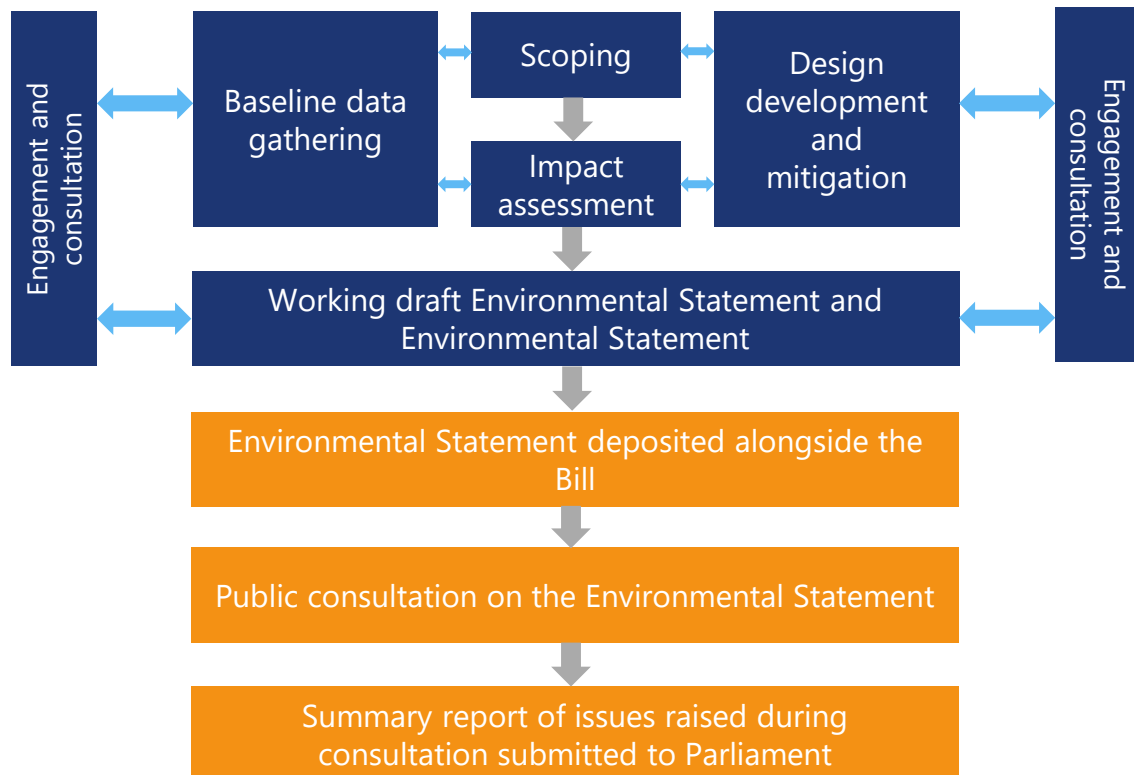 Engagement and
consultation
Baseline data
gathering
Scoping
Impact
assessment
Design
development
and
mitigation
Engagement and
consultation
Working draft Environmental Statement and
Environmental Statement
Environmental Statement deposited alongside the
Bill
Public consultation on the Environmental Statement
Summary report of issues raised during
consultation submitted to Parliament